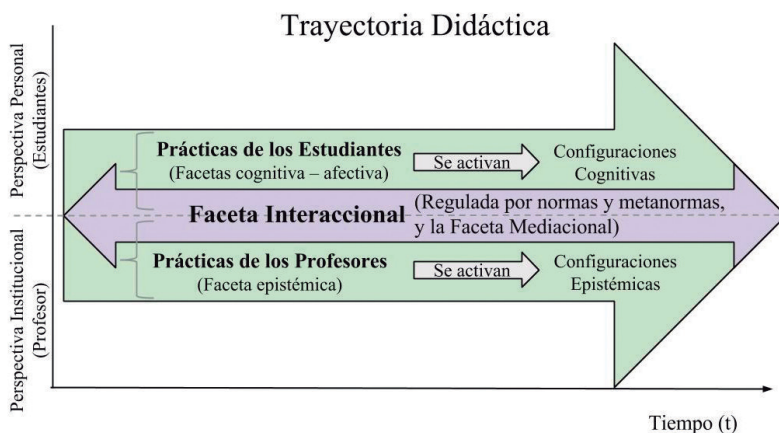 Trayectoria Didáctica
Perspectiva Personal
(Estudiantes)
Prácticas de los Estudiantes
(Facetas cognitiva – afectiva)
Se activan
Configuraciones
Cognitivas
Faceta Interaccional
(Regulada por normas y metanormas,
y la Faceta Mediacional)
Perspectiva Institucional
(Profesor)
Prácticas de los Profesores
(Faceta epistémica)
Se activan
Configuraciones
Epistémicas
Tiempo (t)